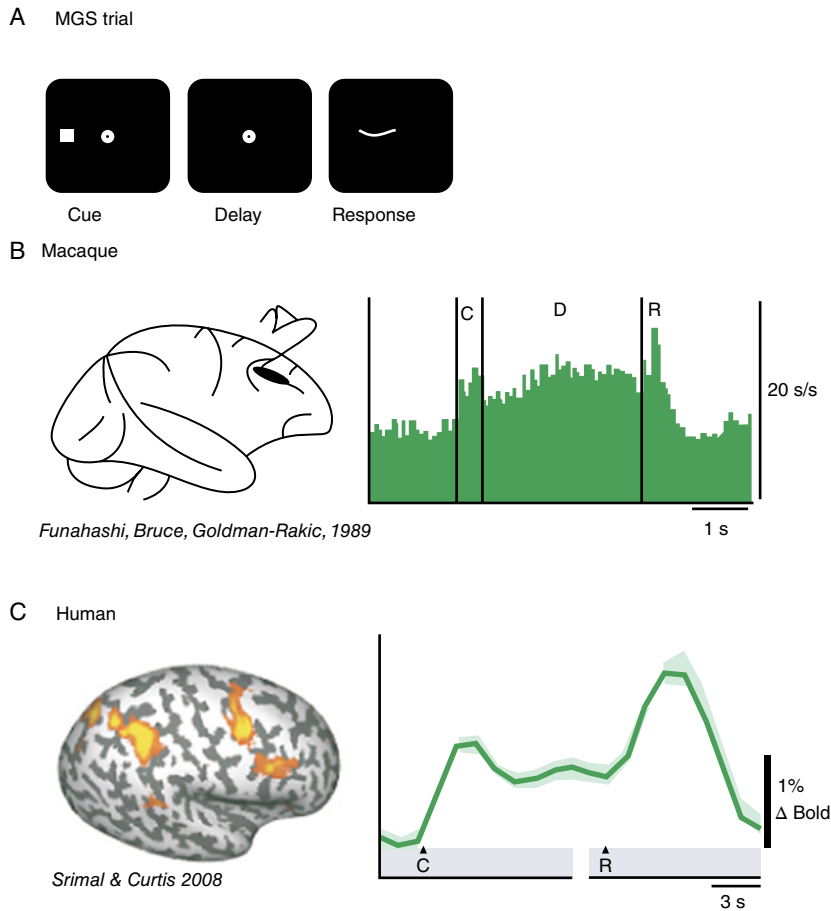 A MGS trial
Cue Delay Response
B Macaque
C D R
20 s/s
1 s
Funahashi, Bruce, Goldman-Rakic, 1989
C Human
1%
Δ Bold
C R
Srimal & Curtis 2008
3 s